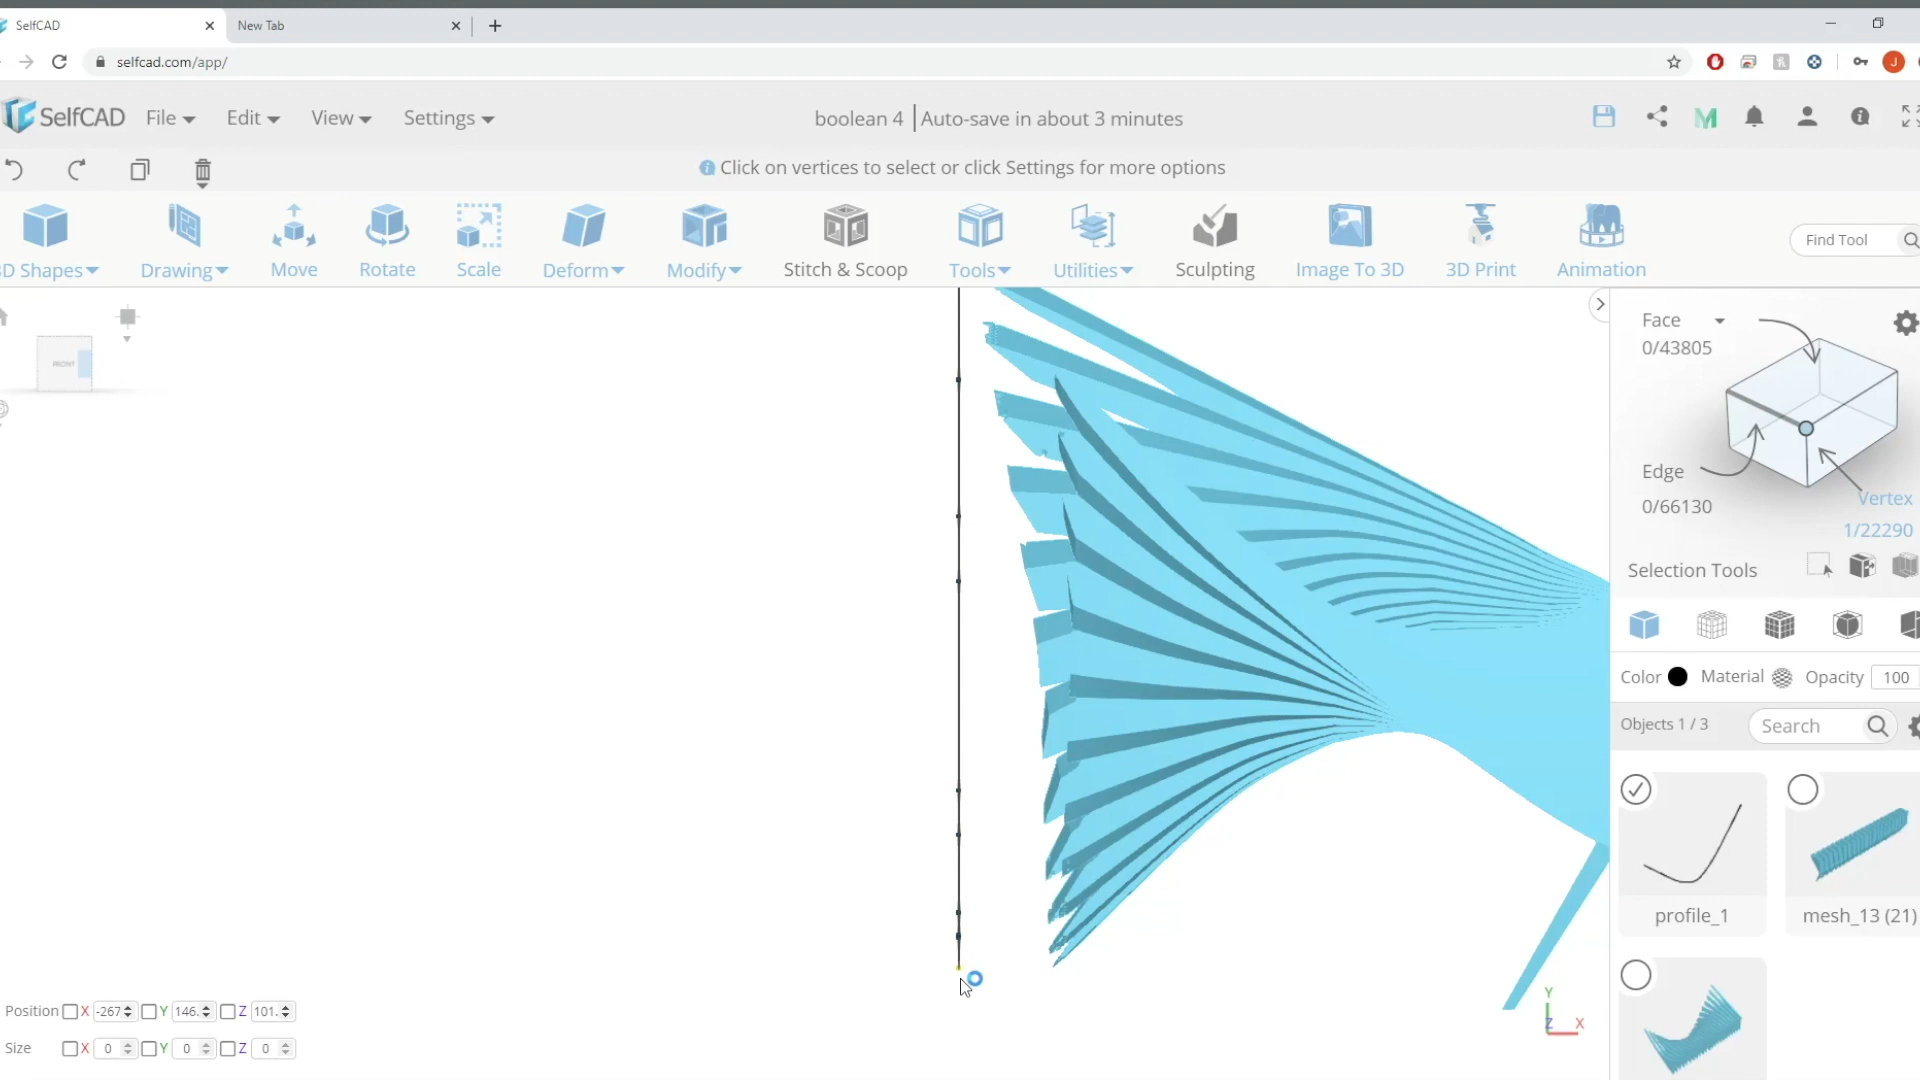 SelfCAD
New Tab
selfcad.com/app/
J
SelfCAD File Edit View Settings
boolean 4 | Auto-save in about 3 minutes
Click on vertices to select or click Settings for more options
D Shapes Drawing Move Rotate Scale Deform Modify Stitch & Scoop Tools Utilities Sculpting Image To 3D 3D Print Animation
Find Tool
FRONT
Face
0/43805
Edge
0/66130
Vertex
1/22290
Selection Tools
Color Material Opacity 100
Objects 1 / 3 Search
profile_1 mesh_13 (21)
Position X -267 Y 146. Z 101.
Size X 0 Y 0 Z 0
Y
Z X